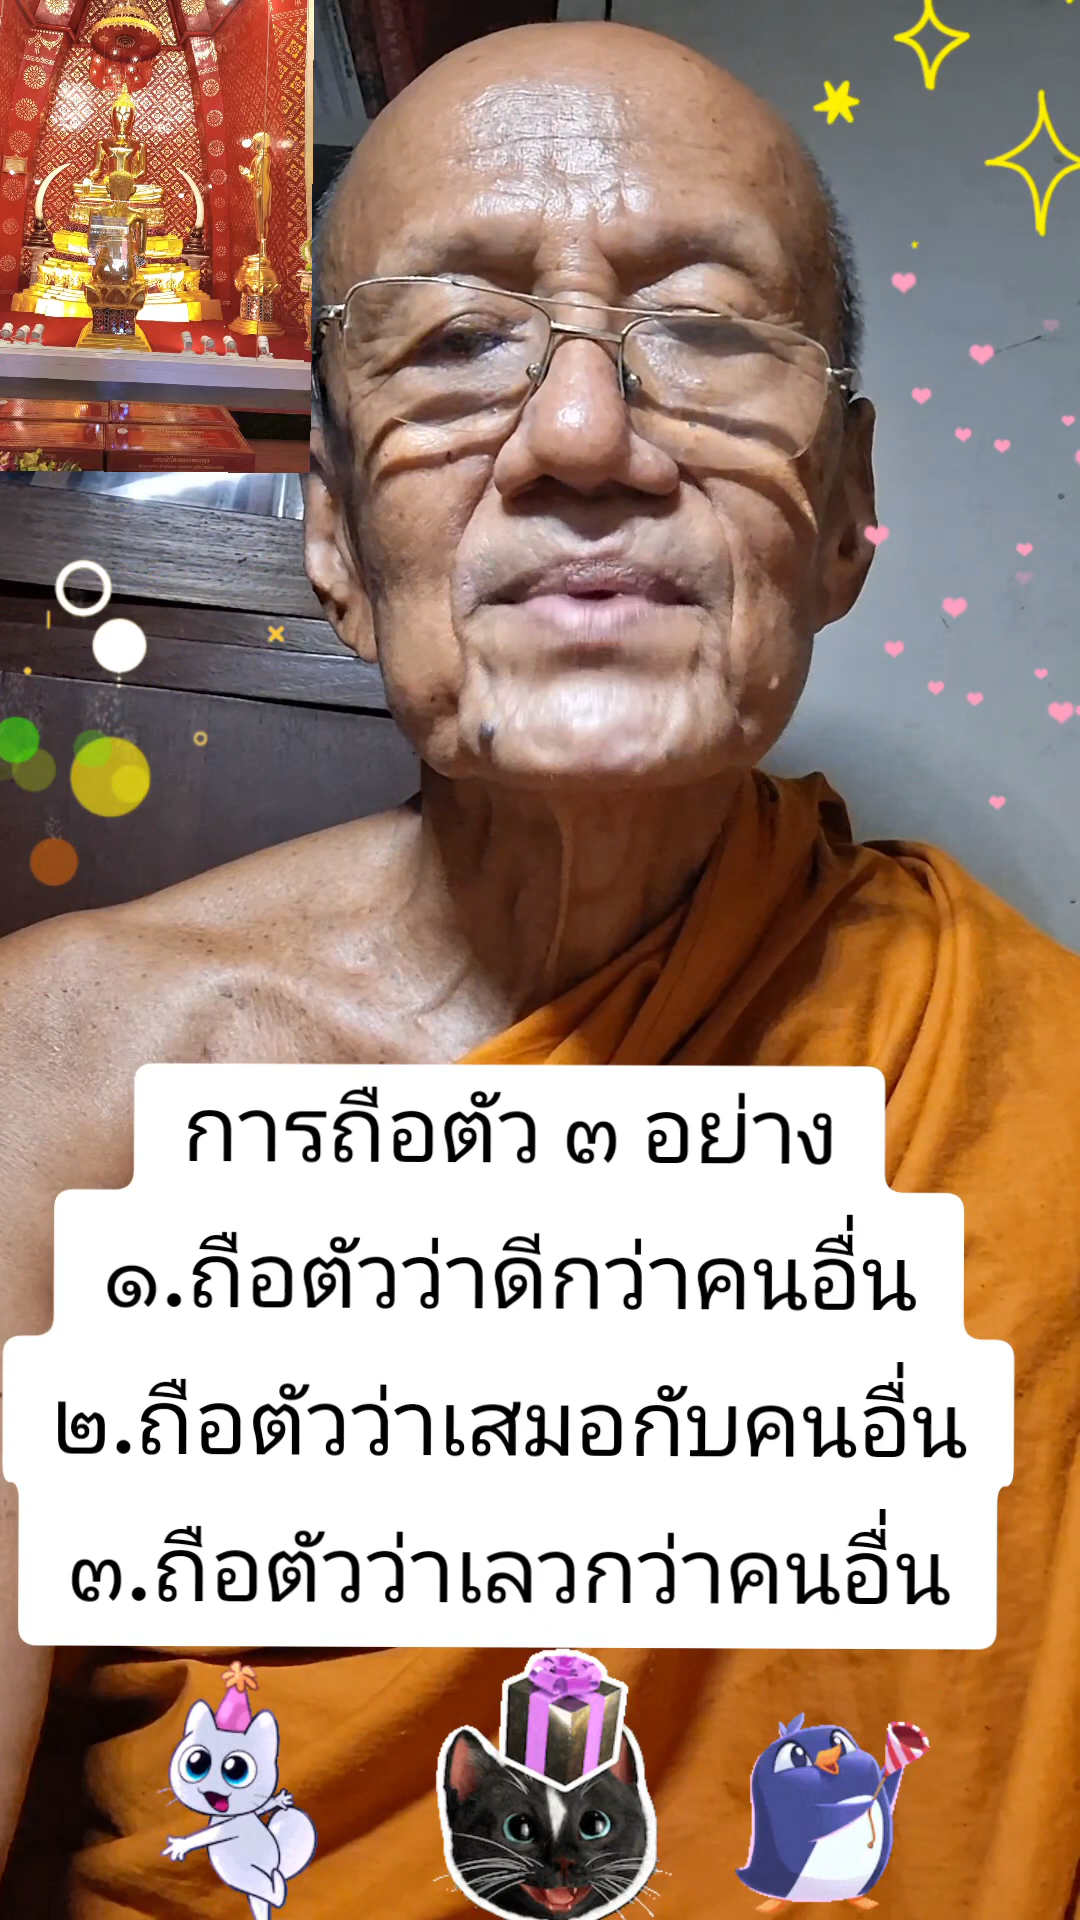 การถือตัว ๓ อย่าง
๑.ถือตัวว่าดีกว่าคนอื่น
๒.ถือตัวว่าเสมอกับคนอื่น
๓.ถือตัวว่าเลวกว่าคนอื่น